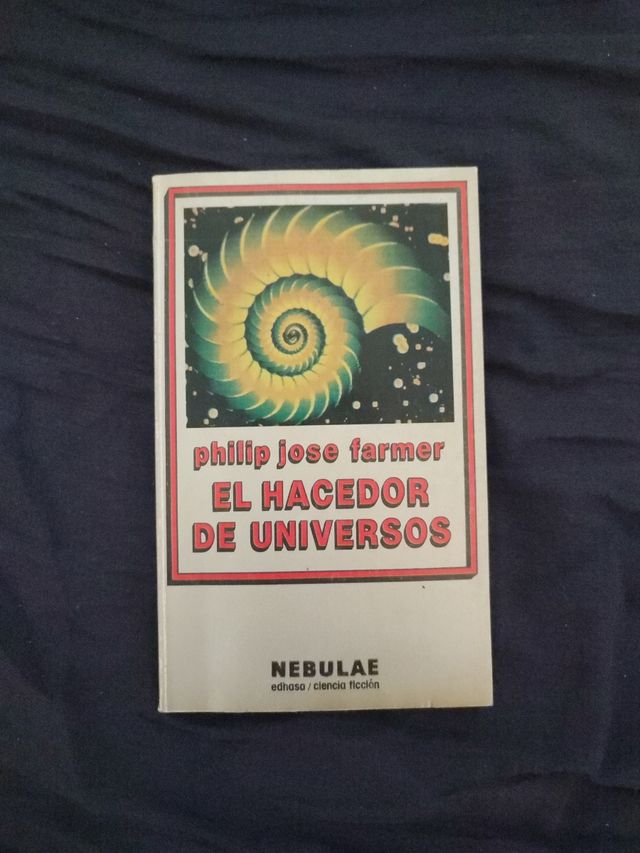 philip jose farmer
EL HACEDOR
DE UNIVERSOS
NEBULAE
edhasa / ciencia ficción